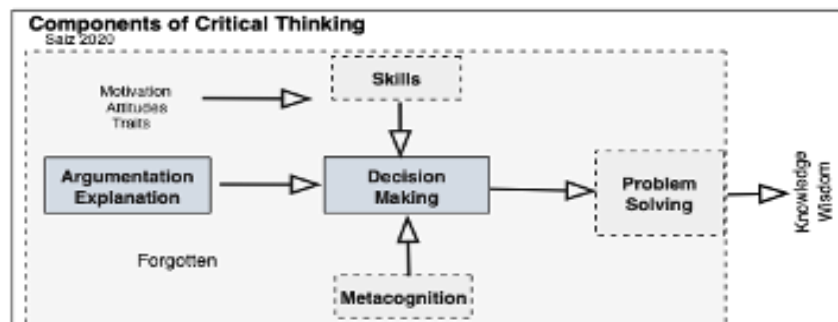 Components of Critical Thinking
Saiz 2020
Skills
Motivation
Attitudes
Traits
Argumentation
Explanation
Decision
Making
Problem
Solving
Knowledge
Wisdom
Forgotten
Metacognition